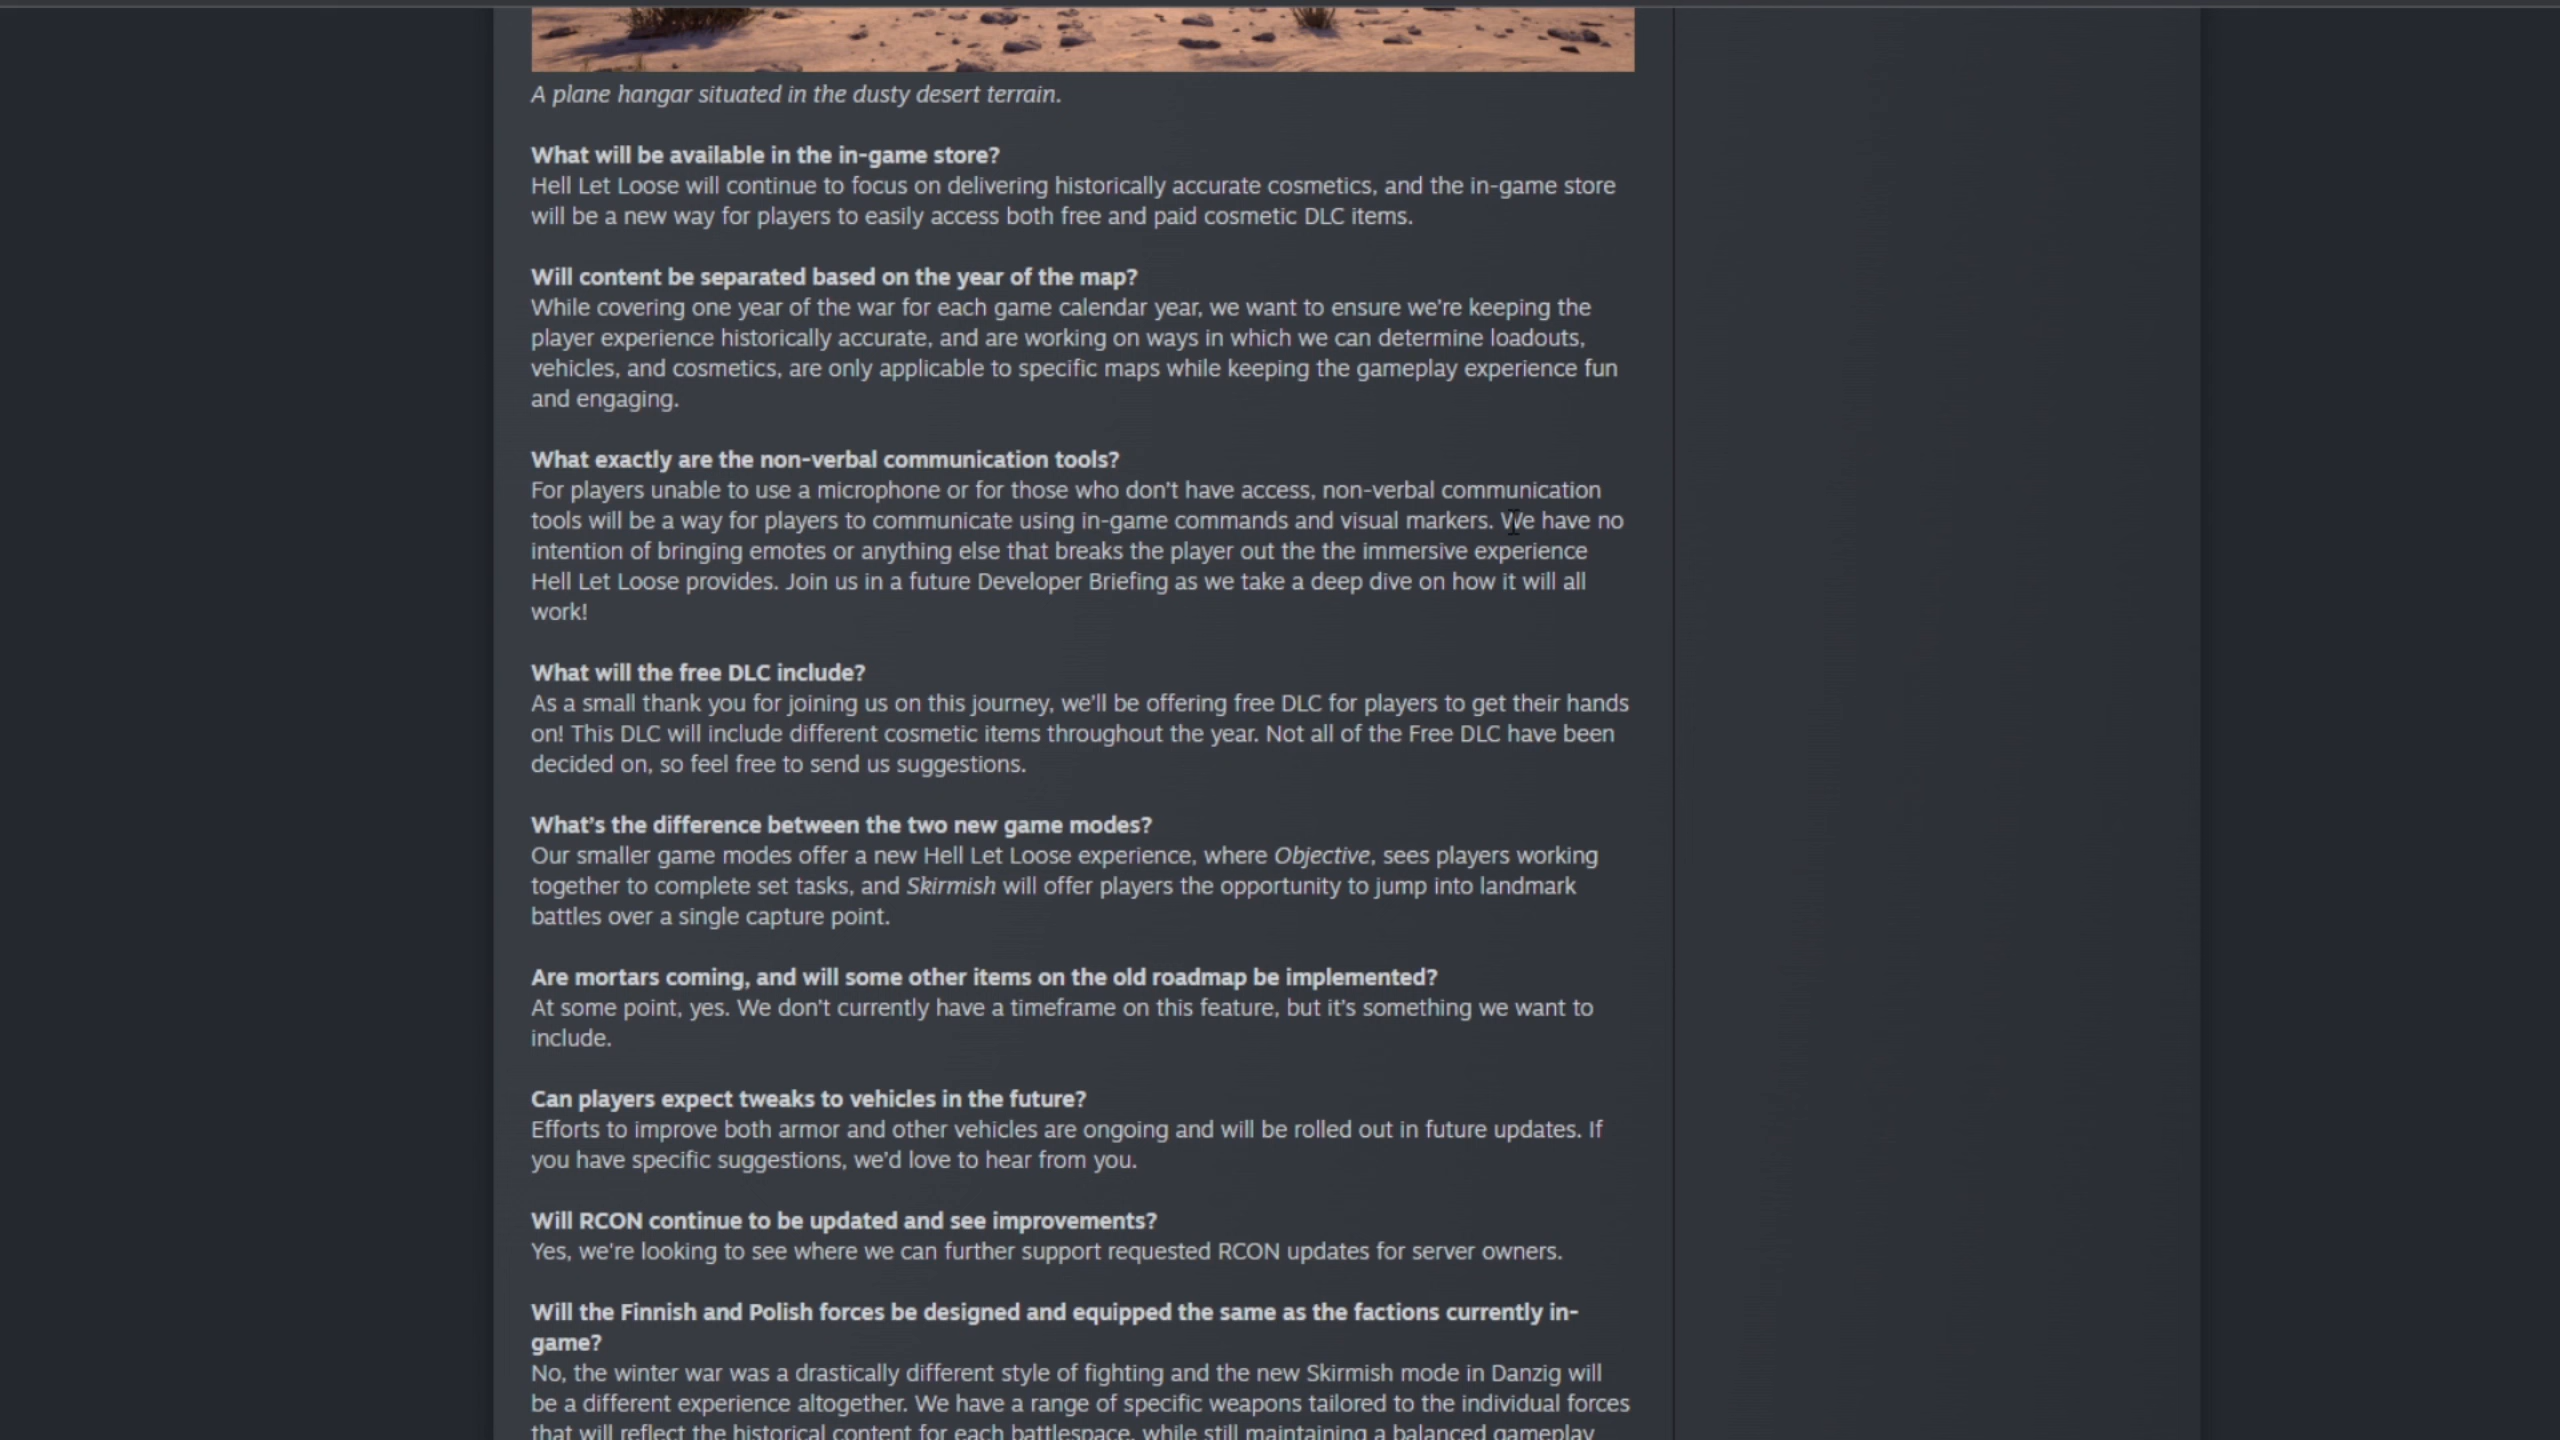 A plane hangar situated in the dusty desert terrain.
What will be available in the in-game store?
Hell Let Loose will continue to focus on delivering historically accurate cosmetics, and the in-game store
will be a new way for players to easily access both free and paid cosmetic DLC items.
Will content be separated based on the year of the map?
While covering one year of the war for each game calendar year, we want to ensure we're keeping the
player experience historically accurate, and are working on ways in which we can determine loadouts,
vehicles, and cosmetics, are only applicable to specific maps while keeping the gameplay experience fun
and engaging.
What exactly are the non-verbal communication tools?
For players unable to use a microphone or for those who don't have access, non-verbal communication
tools will be a way for players to communicate using in-game commands and visual markers. We have no
intention of bringing emotes or anything else that breaks the player out the the immersive experience
Hell Let Loose provides. Join us in a future Developer Briefing as we take a deep dive on how it will all
work!
What will the free DLC include?
As a small thank you for joining us on this journey, we'll be offering free DLC for players to get their hands
on! This DLC will include different cosmetic items throughout the year. Not all of the Free DLC have been
decided on, so feel free to send us suggestions.
What's the difference between the two new game modes?
Our smaller game modes offer a new Hell Let Loose experience, where Objective, sees players working
together to complete set tasks, and Skirmish will offer players the opportunity to jump into landmark
battles over a single capture point.
Are mortars coming, and will some other items on the old roadmap be implemented?
At some point, yes. We don't currently have a timeframe on this feature, but it's something we want to
include.
Can players expect tweaks to vehicles in the future?
Efforts to improve both armor and other vehicles are ongoing and will be rolled out in future updates. If
you have specific suggestions, we'd love to hear from you.
Will RCON continue to be updated and see improvements?
Yes, we're looking to see where we can further support requested RCON updates for server owners.
Will the Finnish and Polish forces be designed and equipped the same as the factions currently in-
game?
No, the winter war was a drastically different style of fighting and the new Skirmish mode in Danzig will
be a different experience altogether. We have a range of specific weapons tailored to the individual forces
that will reflect the historical content for each battlespace, while still maintaining a balanced gameplay